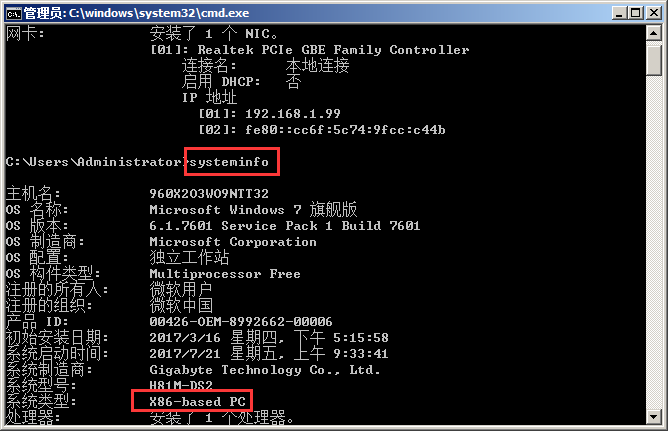 管理员: C:\windows\system32\cmd.exe
网卡: 安装了 1 个 NIC。
[01]: Realtek PCIe GBE Family Controller
连接名: 本地连接
启用 DHCP: 否
IP 地址
[01]: 192.168.1.99
[02]: fe80::cc6f:5c74:9fcc:c44b
C:\Users\Administrator>systeminfo
主机名: 960X2O3WO9NTT32
OS 名称: Microsoft Windows 7 旗舰版
OS 版本: 6.1.7601 Service Pack 1 Build 7601
OS 制造商: Microsoft Corporation
OS 配置: 独立工作站
OS 构件类型: Multiprocessor Free
注册的所有人: 微软用户
注册的组织: 微软中国
产品 ID: 00426-OEM-8992662-00006
初始安装日期: 2017/3/16 星期四, 下午 5:15:58
系统启动时间: 2017/7/21 星期五, 上午 9:33:41
系统制造商: Gigabyte Technology Co., Ltd.
系统型号: H81M-DS2
系统类型: X86-based PC
处理器: 安装了 1 个处理器。